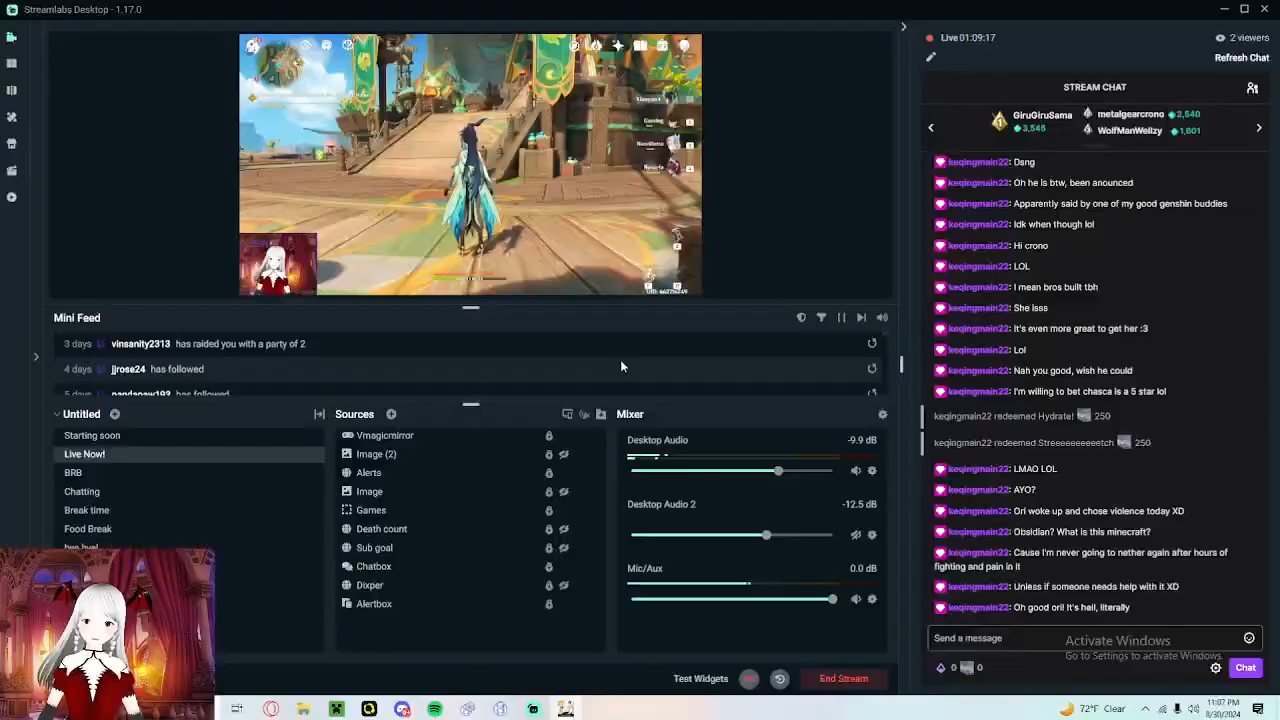 Streamlabs Desktop - 1.17.0
Live 01:09:17
2 viewers
Refresh Chat
STREAM CHAT
GiruGiruSama
3,545
metalgearcrono 2,540
WolfManWellzy 1,601
keqingmain22: Dsng
keqingmain22: Oh he is btw, been anounced
keqingmain22: Apparently said by one of my good genshin buddies
keqingmain22: Idk when though lol
keqingmain22: Hi crono
keqingmain22: LOL
keqingmain22: I mean bros built tbh
keqingmain22: She isss
keqingmain22: It's even more great to get her :3
keqingmain22: Lol
keqingmain22: Nah you good, wish he could
keqingmain22: I'm willing to bet chasca is a 5 star lol
keqingmain22 redeemed Hydrate! 250
keqingmain22 redeemed Streeeeeeeeetch 250
keqingmain22: LMAO LOL
keqingmain22: AYO?
keqingmain22: Ori woke up and chose violence today XD
keqingmain22: Obsidian? What is this minecraft?
keqingmain22: Cause I'm never going to nether again after hours of
fighting and pain in it
keqingmain22: Unless if someone needs help with it XD
keqingmain22: Oh good ori! It's hell, literally
Send a message
Activate Windows
Go to Settings to activate Windows.
0 0
Chat
Mini Feed
3 days vinsanity2313 has raided you with a party of 2
4 days jjrose24 has followed
5 days pandapaw193 has followed
Untitled
Starting soon
Live Now!
BRB
Chatting
Break time
Food Break
Sources
Vmagicmirror
Image (2)
Alerts
Image
Games
Death count
Sub goal
Chatbox
Dixper
Alertbox
Mixer
Desktop Audio -9.9 dB
Desktop Audio 2 -12.5 dB
Mic/Aux 0.0 dB
Test Widgets
End Stream
72°F Clear
11:07 PM
8/30/2024